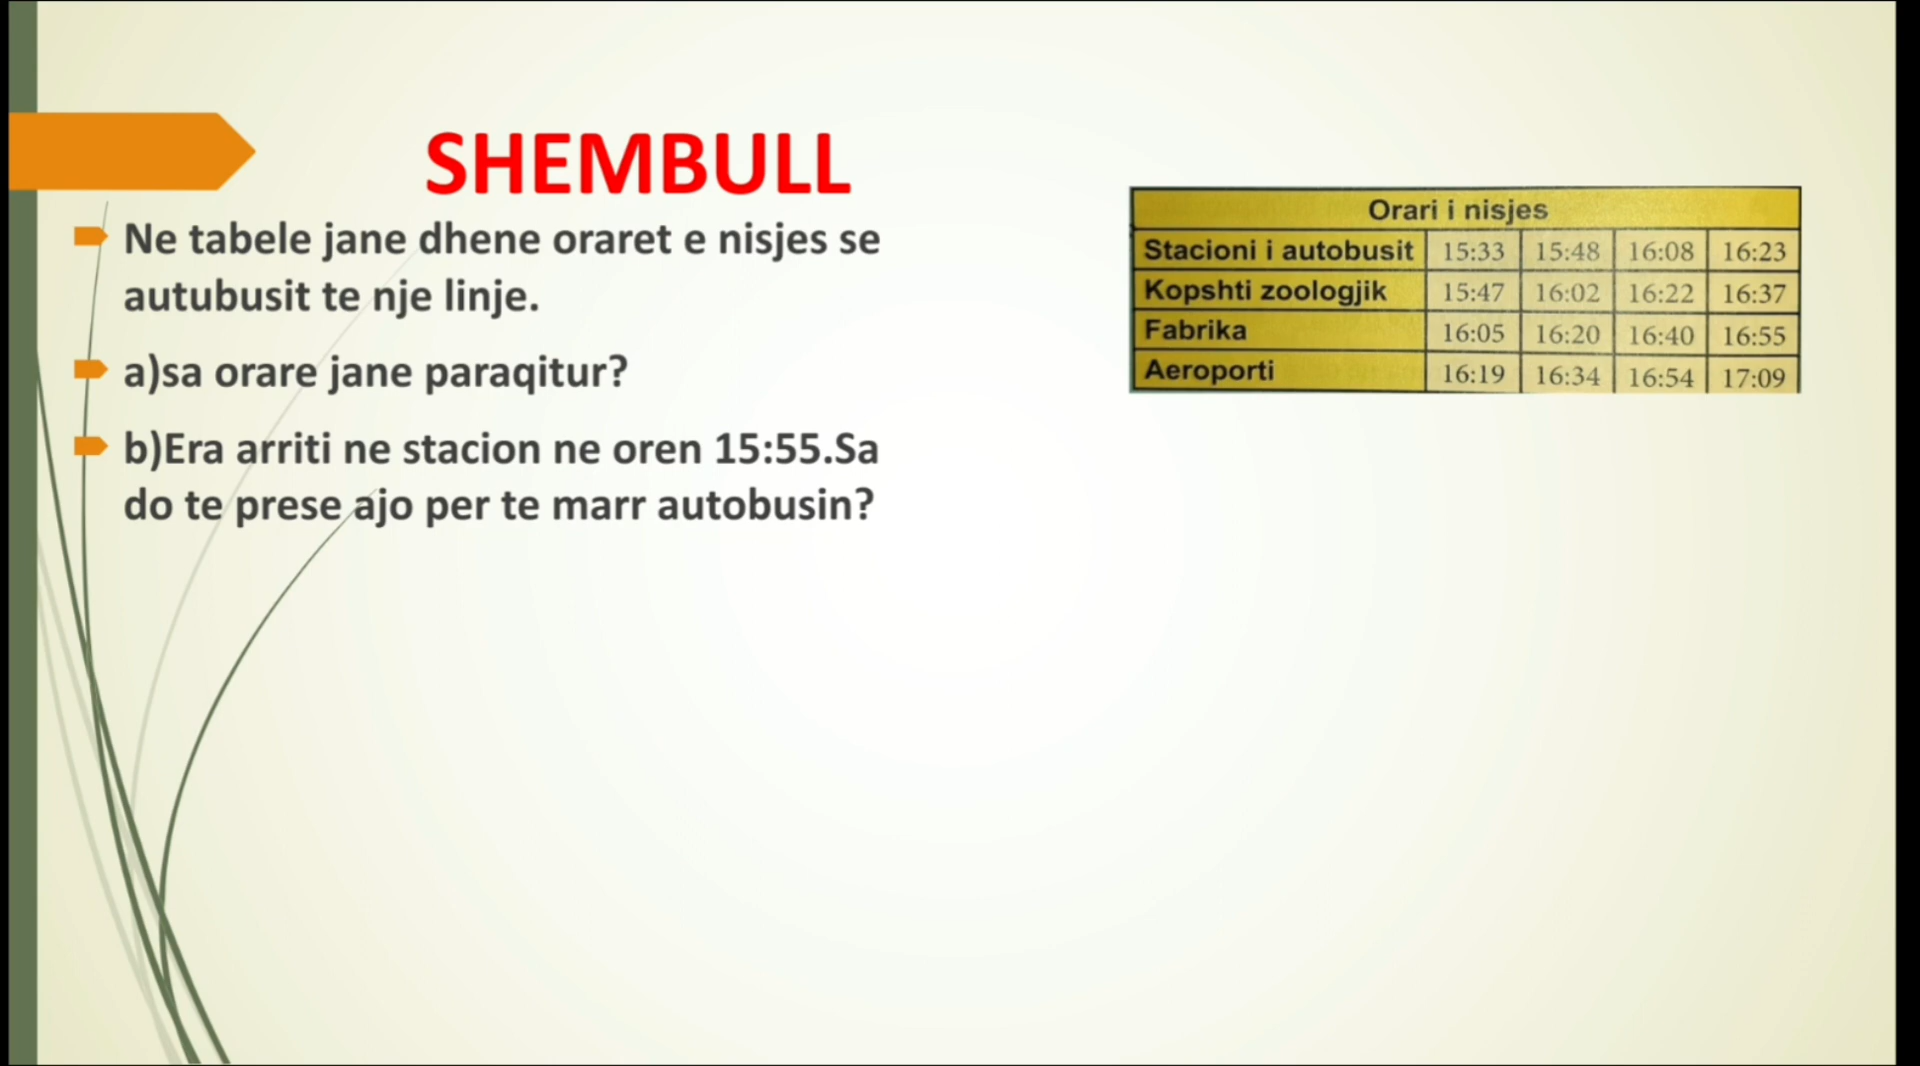 SHEMBULL
Ne tabele jane dhene oraret e nisjes se
autubusit te nje linje.
a)sa orare jane paraqitur?
b)Era arriti ne stacion ne oren 15:55.Sa
do te prese ajo per te marr autobusin?
Orari i nisjes
Stacioni i autobusit 15:33 15:48 16:08 16:23
Kopshti zoologjik 15:47 16:02 16:22 16:37
Fabrika 16:05 16:20 16:40 16:55
Aeroporti 16:19 16:34 16:54 17:09